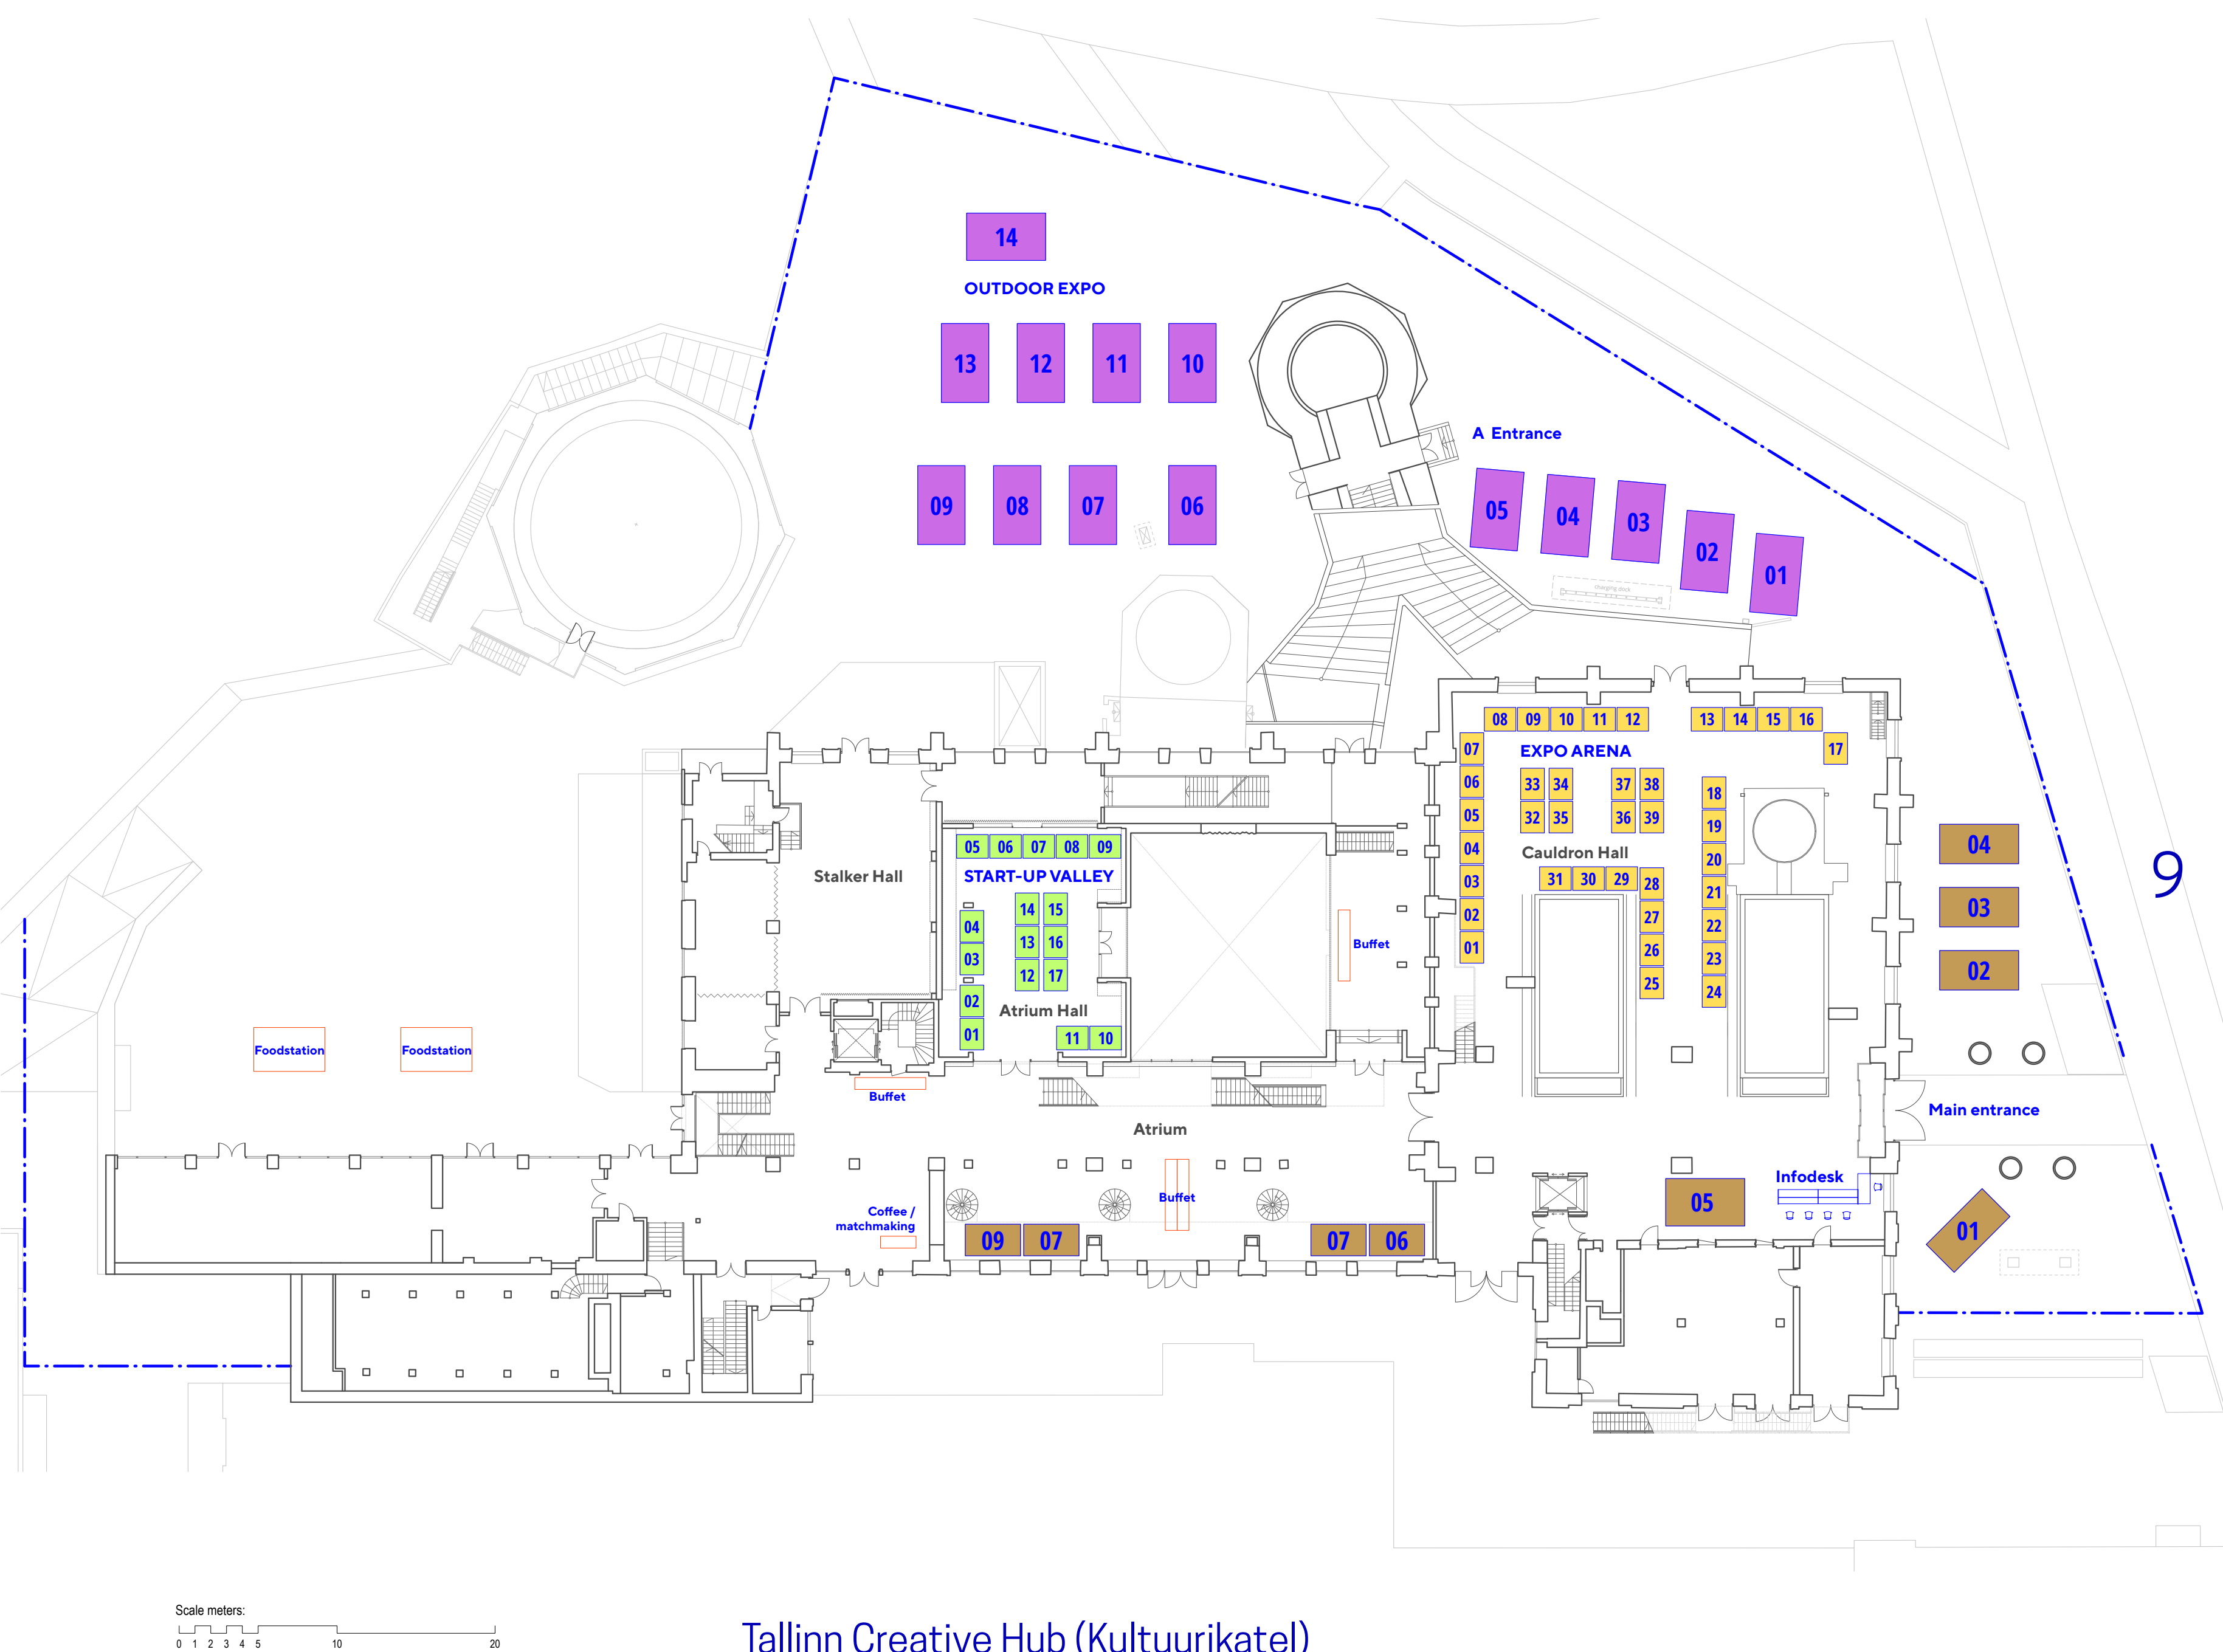 14
OUTDOOR EXPO
13 12 11 10
A Entrance
09 08 07 06
05 04 03 02 01
charging dock
08 09 10 11 12 13 14 15 16
07 EXPO ARENA 17
06 33 34 37 38 18
05 32 35 36 39 19
04 Cauldron Hall 20
03 31 30 29 28 21
02 27 22
01 26 23
25 24
05 06 07 08 09
Stalker Hall START-UP VALLEY
14 15
04 13 16
03 12 17
02 Atrium Hall
01 11 10
Buffet
04
03
02
9
Foodstation Foodstation
Buffet
Atrium
Main entrance
Coffee /
matchmaking
Buffet
Infodesk
05
01
09 07 07 06
Scale meters:
0 1 2 3 4 5 10 20
Tallinn Creative Hub (Kultuurikatel)